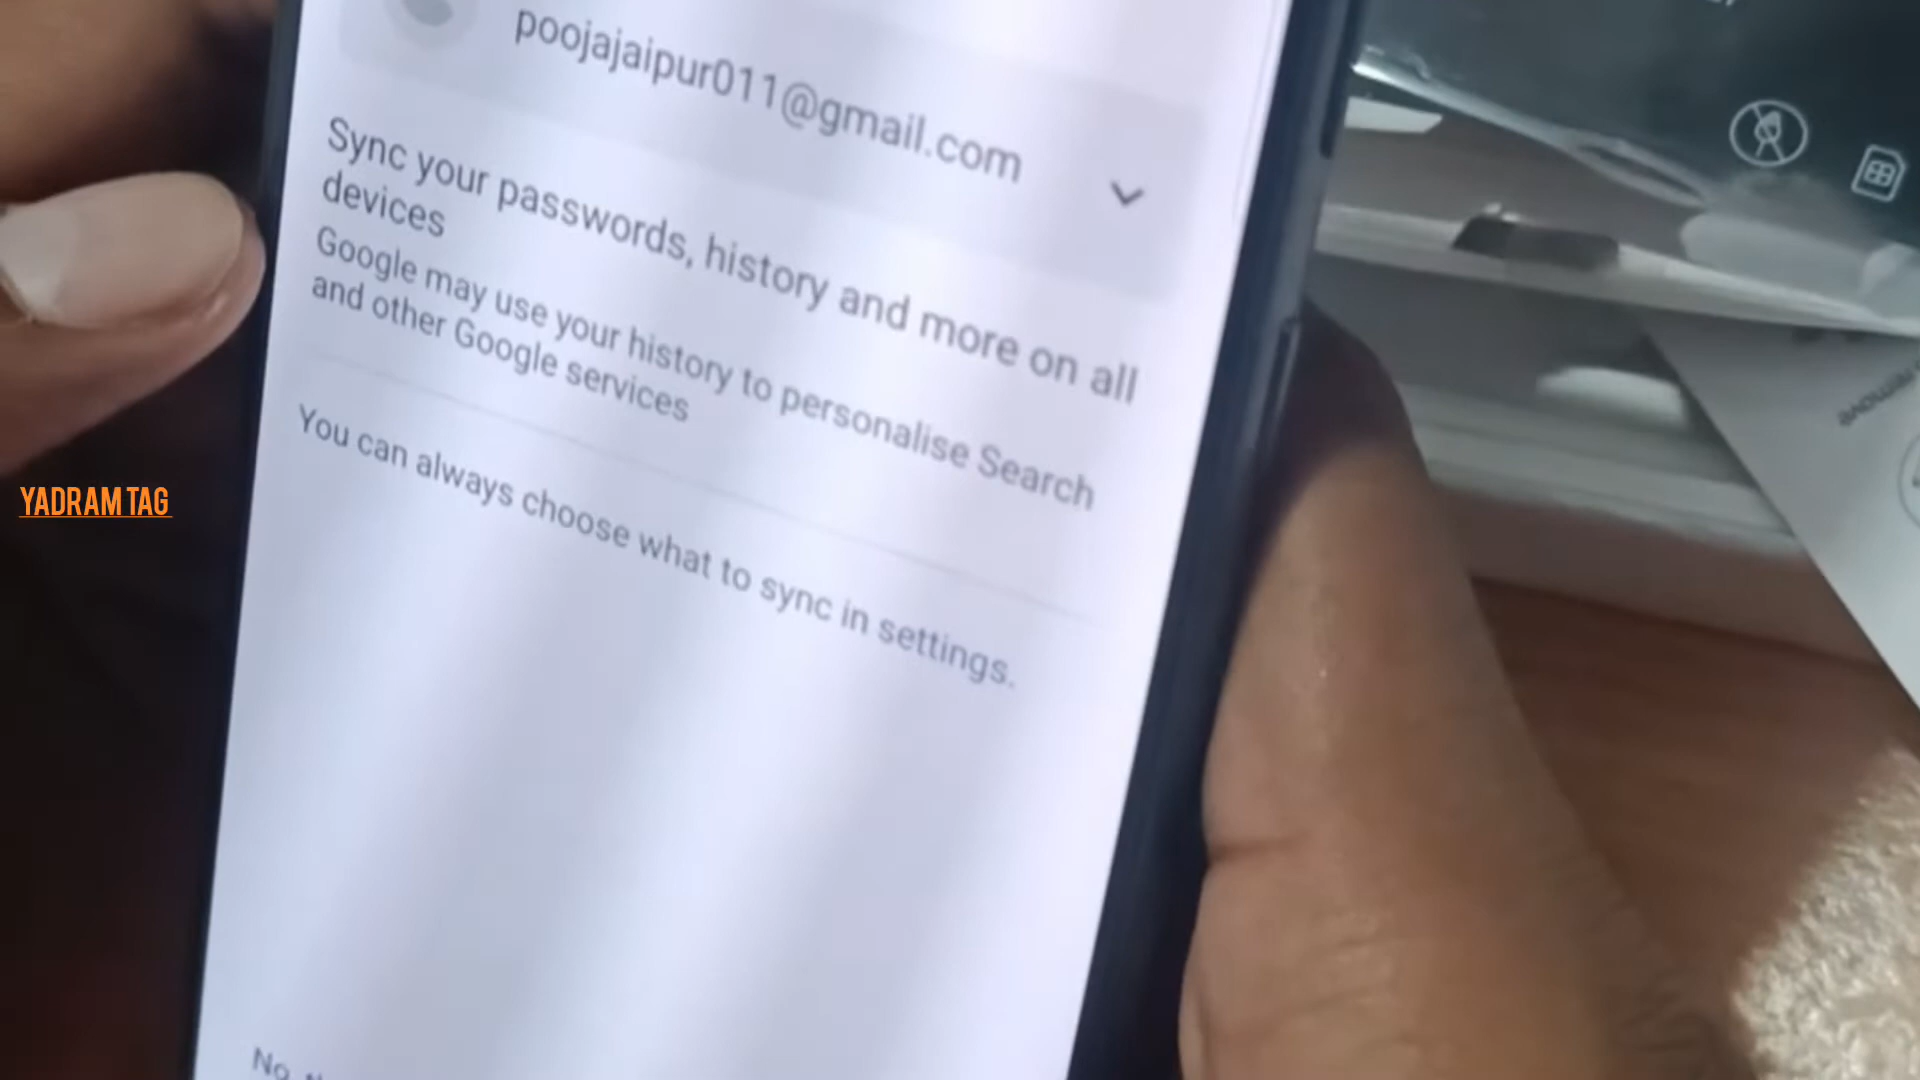 poojajaipur011@gmail.com
Sync your passwords, history and more on all
devices
Google may use your history to personalise Search
and other Google services
You can always choose what to sync in settings.
YADRAM TAG
No